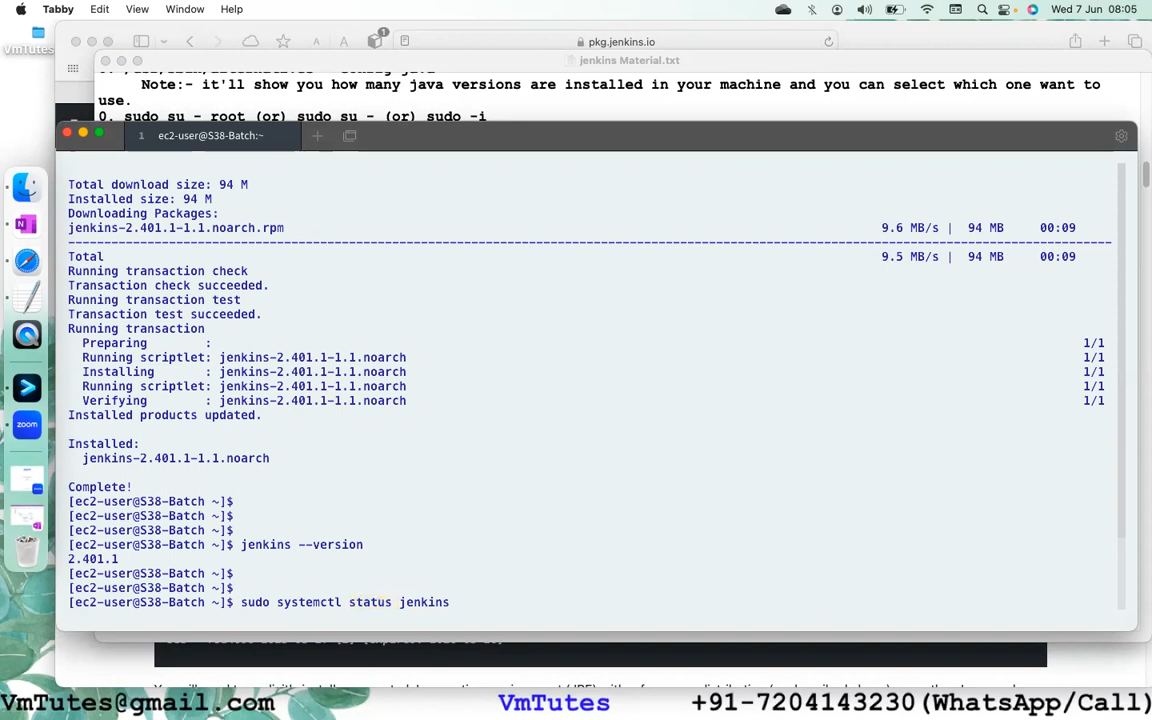 Tabby Edit View Window Help Wed 7 Jun 08:05
VmTutes
pkg.jenkins.io
1
jenkins Material.txt
Note:- it'll show you how many java versions are installed in your machine and you can select which one want to
use.
0. sudo su - root (or) sudo su - (or) sudo -i
1 ec2-user@S38-Batch:~
Total download size: 94 M
Installed size: 94 M
Downloading Packages:
jenkins-2.401.1-1.1.noarch.rpm 9.6 MB/s | 94 MB 00:09
--------------------------------------------------------------------------------
Total 9.5 MB/s | 94 MB 00:09
Running transaction check
Transaction check succeeded.
Running transaction test
Transaction test succeeded.
Running transaction
Preparing : 1/1
Running scriptlet: jenkins-2.401.1-1.1.noarch 1/1
Installing : jenkins-2.401.1-1.1.noarch 1/1
Running scriptlet: jenkins-2.401.1-1.1.noarch 1/1
Verifying : jenkins-2.401.1-1.1.noarch 1/1
Installed products updated.
Installed:
jenkins-2.401.1-1.1.noarch
Complete!
[ec2-user@S38-Batch ~]$
[ec2-user@S38-Batch ~]$
[ec2-user@S38-Batch ~]$
[ec2-user@S38-Batch ~]$ jenkins --version
2.401.1
[ec2-user@S38-Batch ~]$
[ec2-user@S38-Batch ~]$
[ec2-user@S38-Batch ~]$ sudo systemctl status jenkins
zoom
VmTutes@gmail.com VmTutes +91-7204143230(WhatsApp/Call)